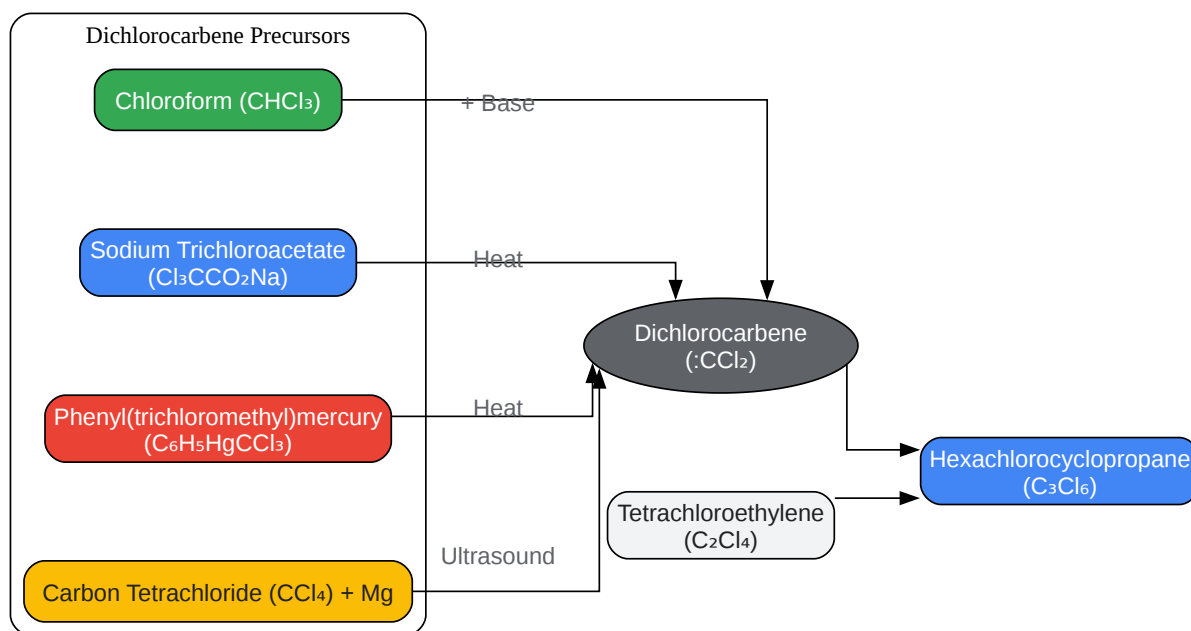 Dichlorocarbene Precursors
Chloroform (CHCl₃)
+ Base
Sodium Trichloroacetate
(Cl₃CCO₂Na)
Heat
Dichlorocarbene
(:CCl₂)
Phenyl(trichloromethyl)mercury
(C₆H₅HgCCl₃)
Heat
Hexachlorocyclopropane
(C₃Cl₆)
Tetrachloroethylene
(C₂Cl₄)
Ultrasound
Carbon Tetrachloride (CCl₄) + Mg